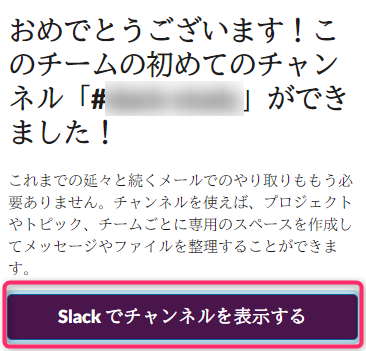 おめでとうございます！こ
のチームの初めてのチャン
ネル「#」ができ
ました！
これまでの延々と続くメールでのやり取りももう必
要ありません。チャンネルを使えば、プロジェクト
やトピック、チームごとに専用のスペースを作成し
てメッセージやファイルを整理することができま
す。
Slack でチャンネルを表示する